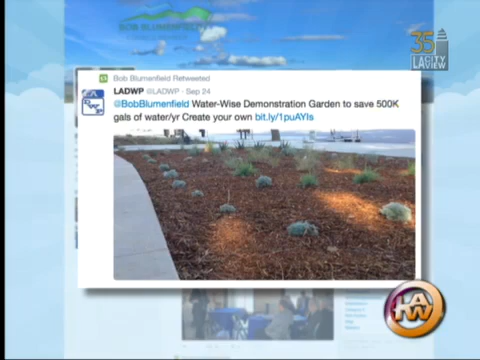 BOB BLUMENFIELD
35
LA CITY
VIEW
Bob Blumenfield Retweeted
LADWP @LADWP · Sep 24
@BobBlumenfield Water-Wise Demonstration Garden to save 500K
gals of water/yr Create your own bit.ly/1puAYIs
LA